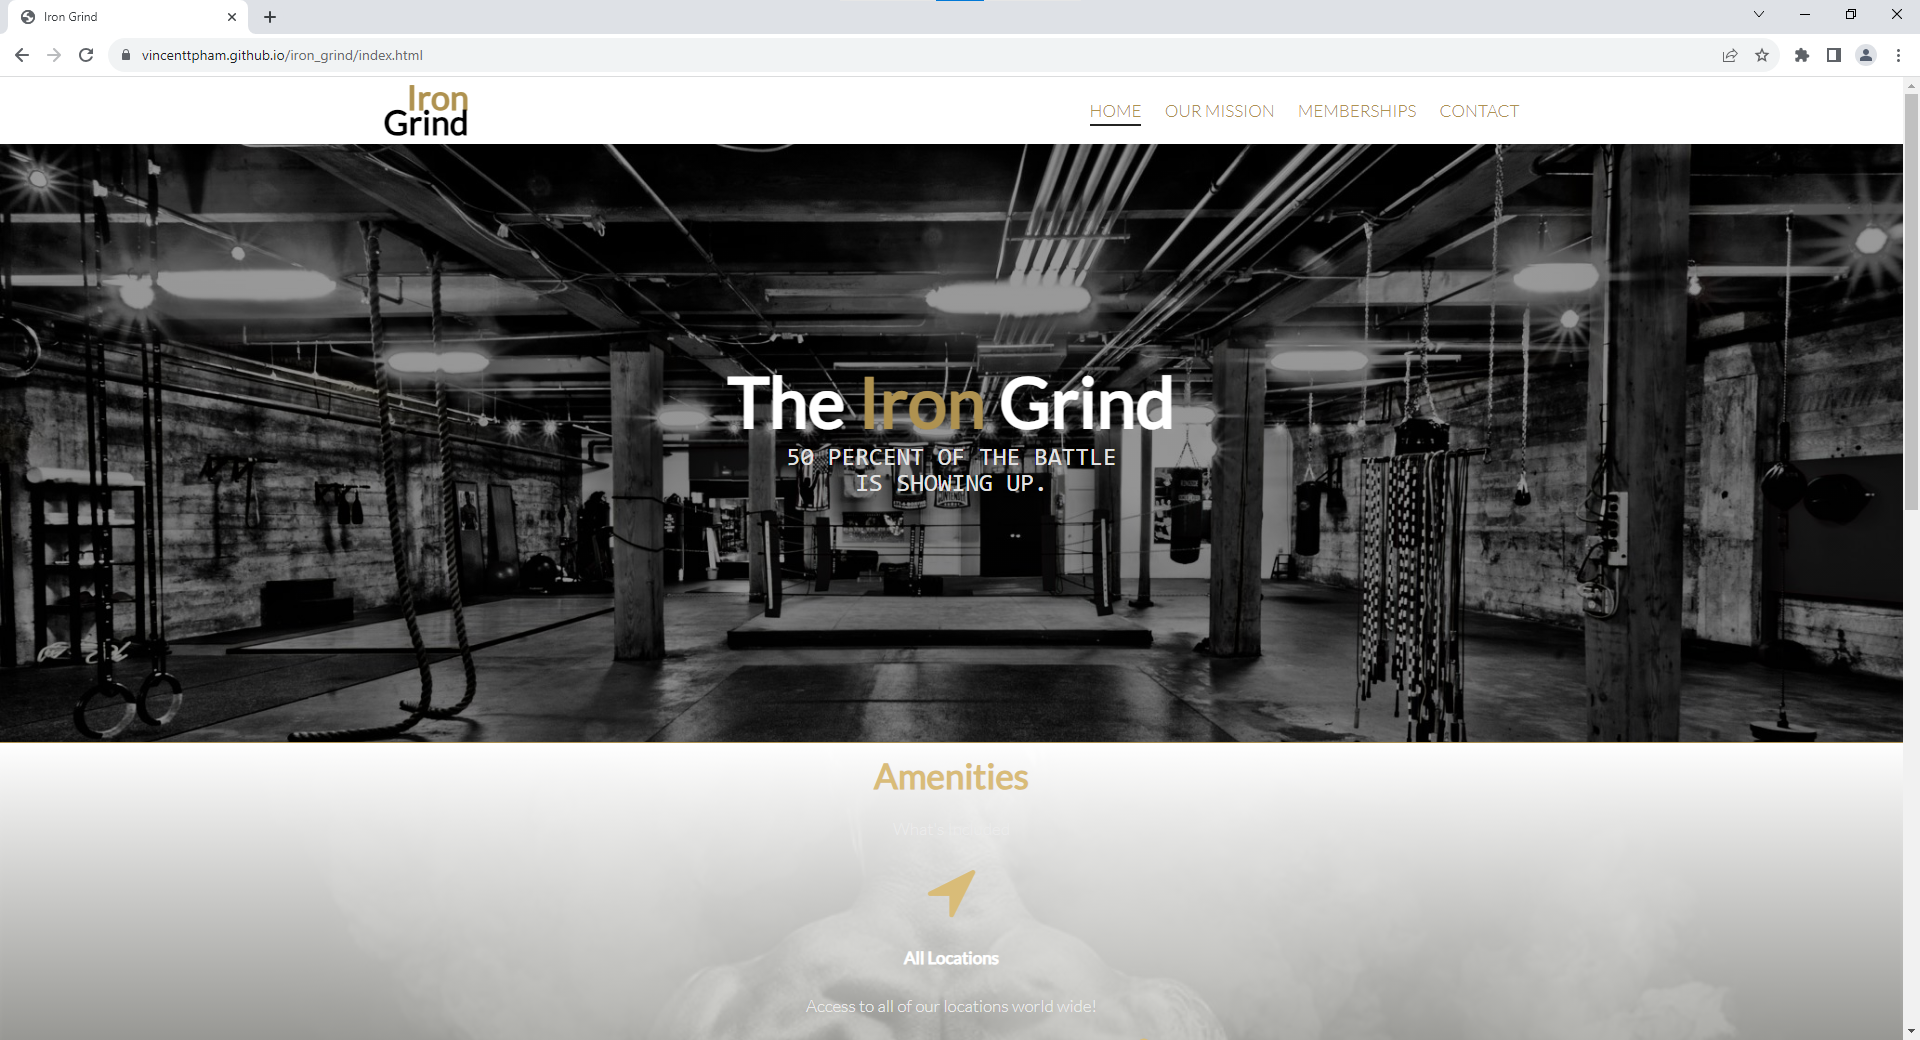 Iron Grind
vincenttpham.github.io/iron_grind/index.html
Iron
Grind
HOME OUR MISSION MEMBERSHIPS CONTACT
The Iron Grind
50 PERCENT OF THE BATTLE
IS SHOWING UP.
Amenities
What's
All Locations
Access to all of our locations world wide!